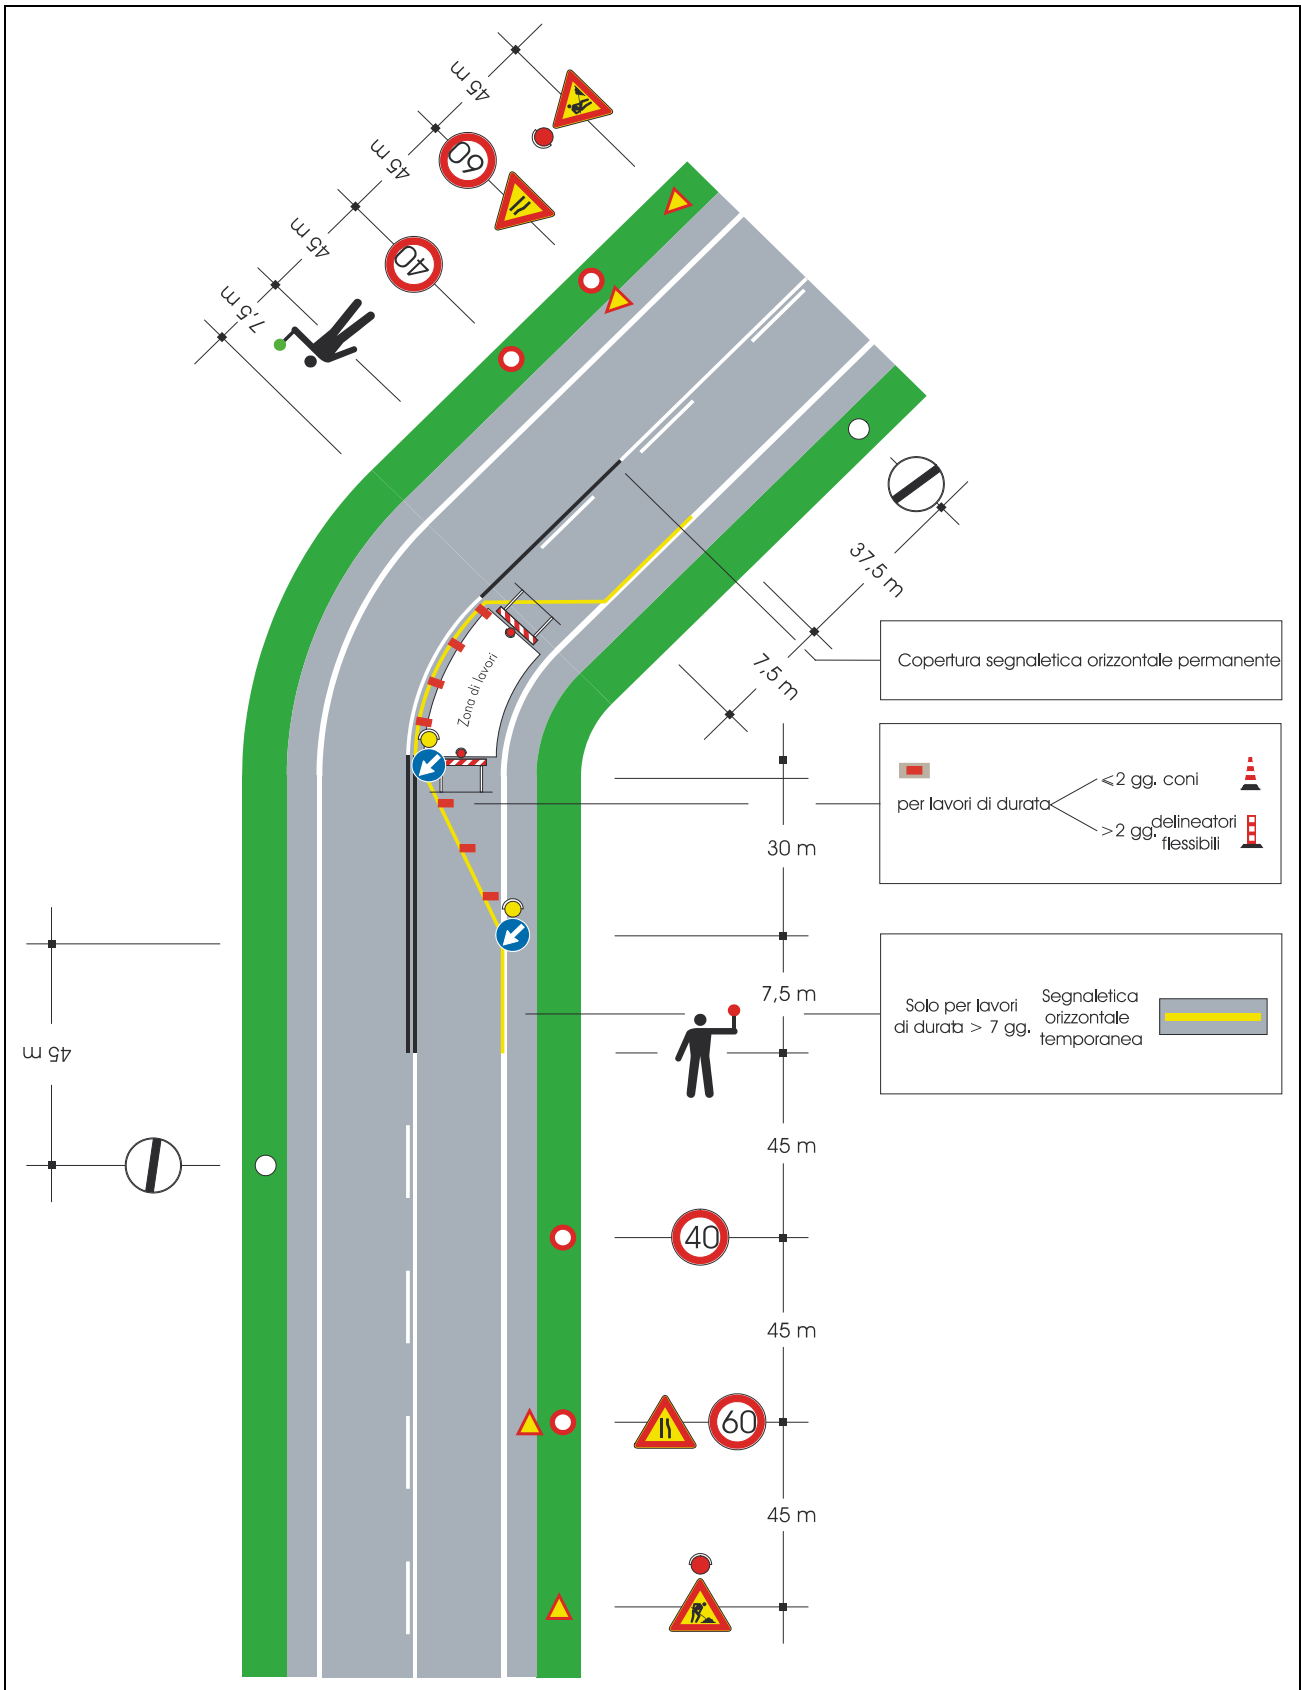 45 m
45 m
60
45 m
40
7,5 m
37,5 m
Copertura segnaletica orizzontale permanente
7,5 m
Zona di lavori
per lavori di durata
⩽2 gg. coni
>2 gg.
delineatori
flessibili
30 m
7,5 m
Solo per lavori
di durata > 7 gg.
Segnaletica
orizzontale
temporanea
45 m
45 m
40
45 m
60
45 m